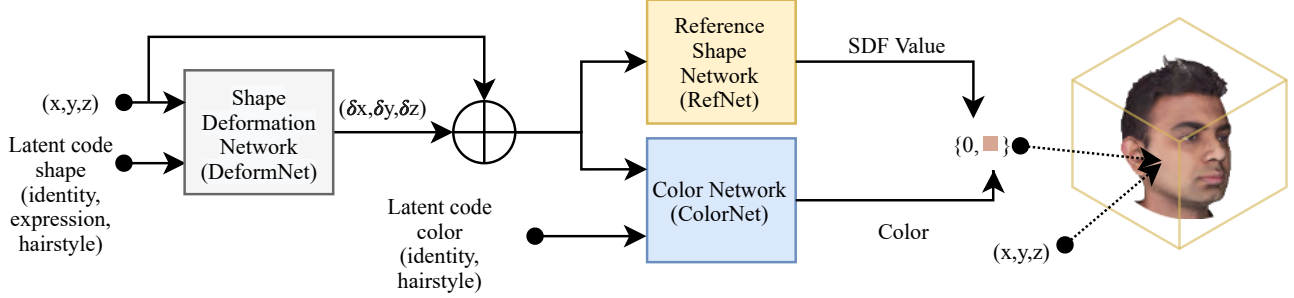 (x,y,z)
Latent code
shape
(identity,
expression,
hairstyle)
Shape
Deformation
Network
(DeformNet)
(δx,δy,δz)
Latent code
color
(identity,
hairstyle)
Reference
Shape
Network
(RefNet)
Color Network
(ColorNet)
SDF Value
{0, }
Color
(x,y,z)